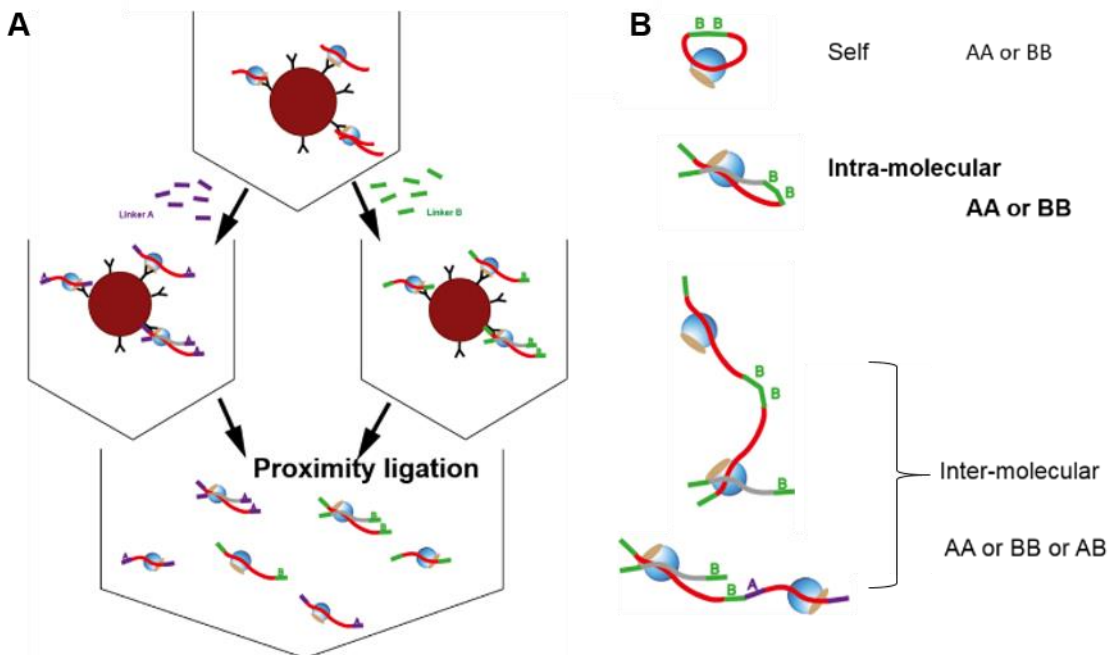 A
Linker A
Linker B
A
A
A
A
B
B
B
Proximity ligation
A
A
B
B
A
B
A
B
B B
Self AA or BB
B
B
Intra-molecular
AA or BB
B
B
B
Inter-molecular
AA or BB or AB
B
B A